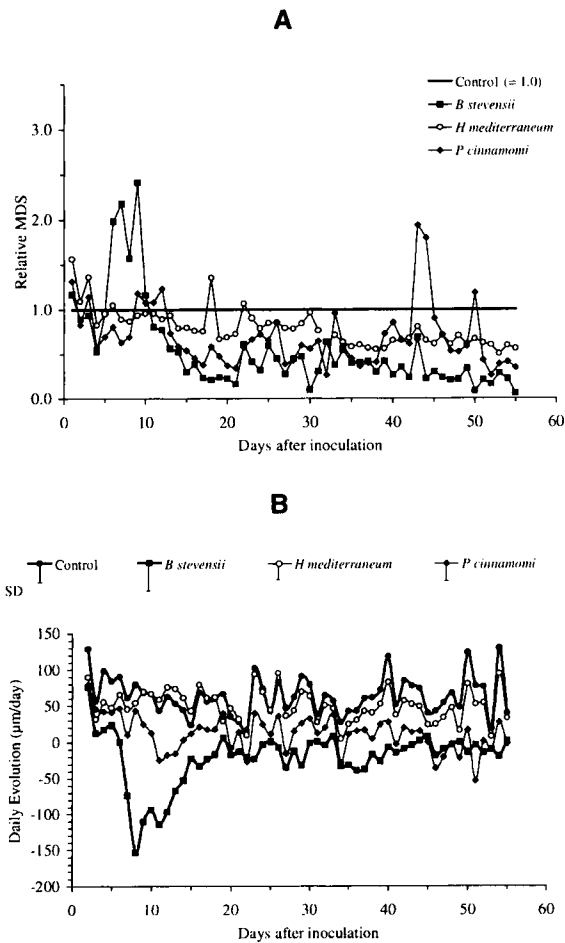 A
Control (= 1.0)
B stevensii
H mediterraneum
P cinnamomi
Relative MDS
3.0
2.0
1.0
0.0
0 10 20 30 40 50 60
Days after inoculation
B
Control B stevensii H mediterraneum P cinnamomi
SD
Daily Evolution (µm/day)
150
100
50
0
-50
-100
-150
-200
0 10 20 30 40 50 60
Days after inoculation